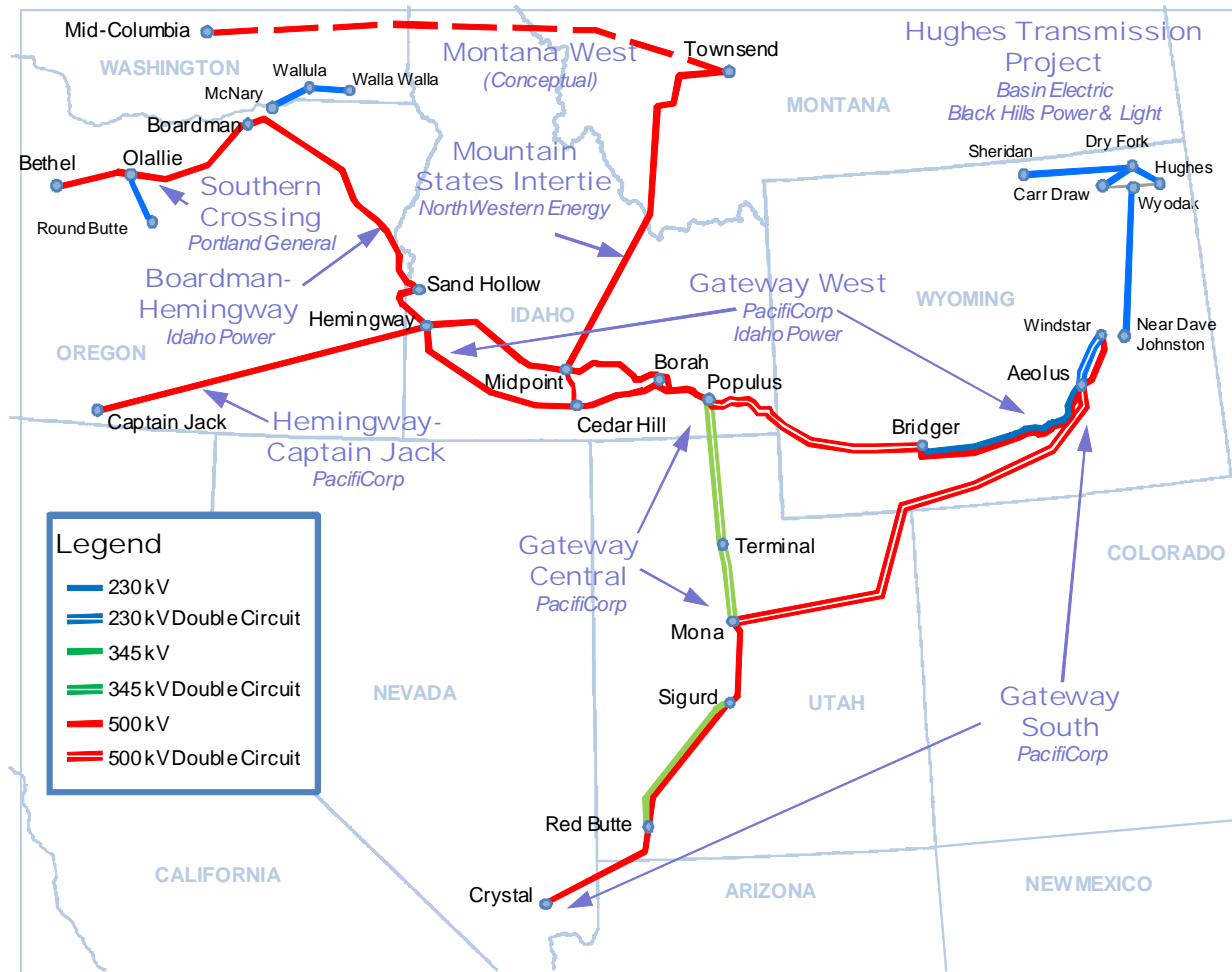 Mid-Columbia
WASHINGTON
Montana West
(Conceptual)
Townsend
Hughes Transmission
Project
Basin Electric
Black Hills Power & Light
MONTANA
Wallula
Walla Walla
McNary
Boardman
Bethel
Olallie
Round Butte
Southern
Crossing
Portland General
Mountain
States Intertie
NorthWestern Energy
Sheridan
Dry Fork
Hughes
Carr Draw
Wyodak
Boardman-
Hemingway
Idaho Power
Sand Hollow
Hemingway
IDAHO
Gateway West
PacifiCorp
Idaho Power
WYOMING
Windstar
Near Dave
Johnston
OREGON
Midpoint
Borah
Populus
Aeolus
Captain Jack
Hemingway-
Captain Jack
PacifiCorp
Cedar Hill
Bridger
Legend
230 kV
230 kV Double Circuit
345 kV
345 kV Double Circuit
500 kV
500 kV Double Circuit
Gateway
Central
PacifiCorp
Terminal
COLORADO
Mona
NEVADA
Sigurd
UTAH
Gateway
South
PacifiCorp
Red Butte
CALIFORNIA
Crystal
ARIZONA
NEW MEXICO